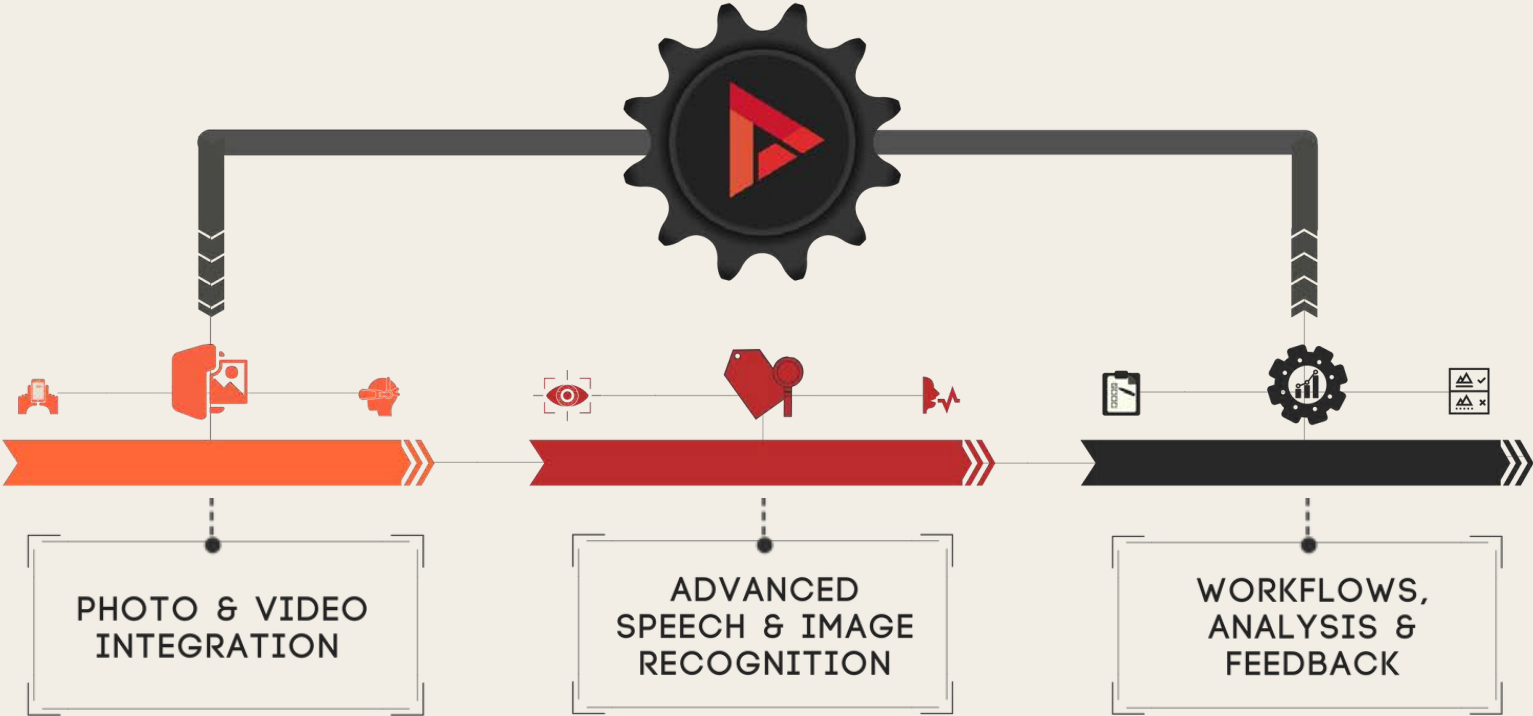 PHOTO & VIDEO
INTEGRATION
ADVANCED
SPEECH & IMAGE
RECOGNITION
WORKFLOWS,
ANALYSIS &
FEEDBACK